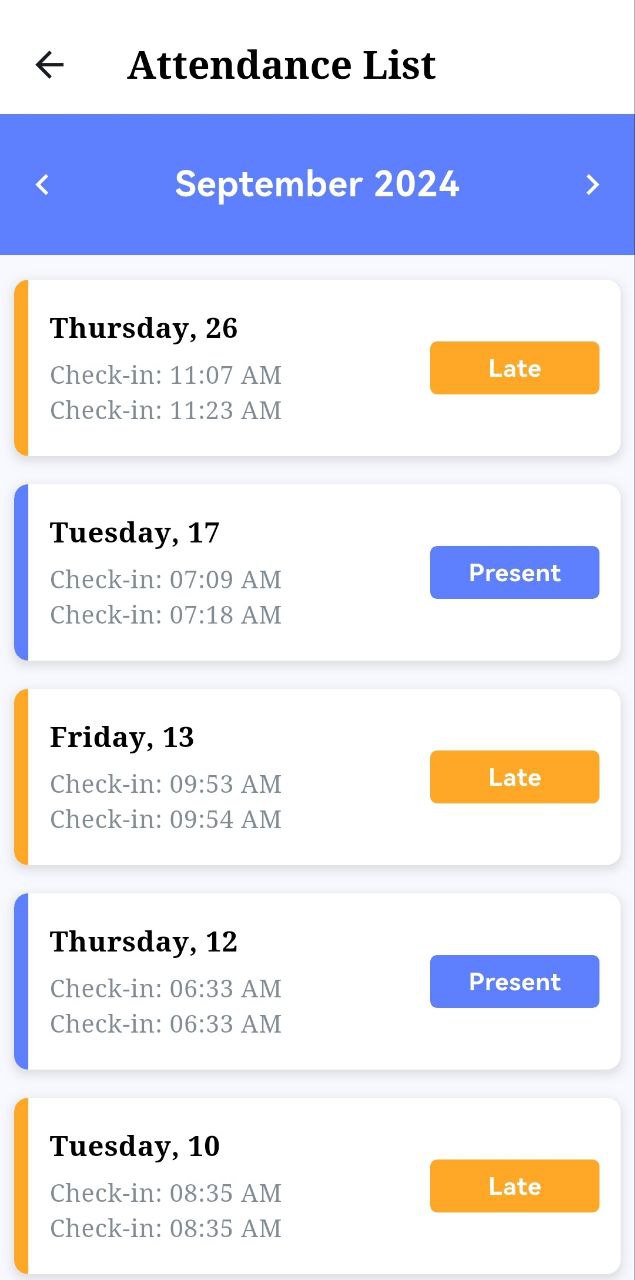 Attendance List
September 2024
Thursday, 26
Check-in: 11:07 AM
Check-in: 11:23 AM
Late
Tuesday, 17
Check-in: 07:09 AM
Check-in: 07:18 AM
Present
Friday, 13
Check-in: 09:53 AM
Check-in: 09:54 AM
Late
Thursday, 12
Check-in: 06:33 AM
Check-in: 06:33 AM
Present
Tuesday, 10
Check-in: 08:35 AM
Check-in: 08:35 AM
Late